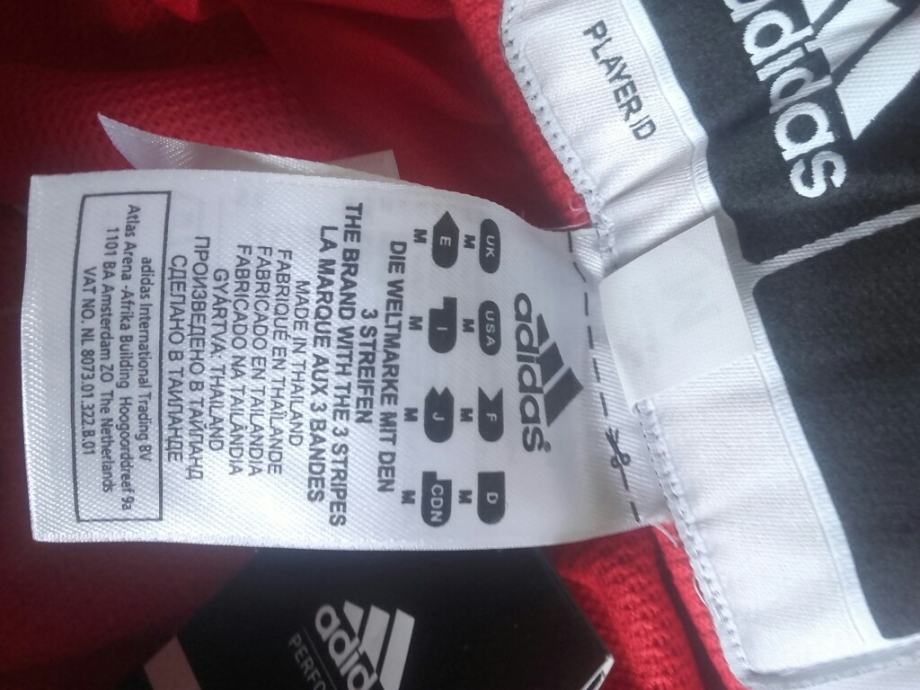 adidas
PLAYER ID
adidas
UK USA F D
M M M M
E I J CDN
M M M M
DIE WELTMARKE MIT DEN
3 STREIFEN
THE BRAND WITH THE 3 STRIPES
LA MARQUE AUX 3 BANDES
MADE IN THAILAND
FABRIQUÉ EN THAÏLANDE
FABRICADO EN TAILANDIA
FABRICADO NA TAILÂNDIA
GYÁRTVA: THAILAND
ПРОИЗВЕДЕНО В ТАЙЛАНД
СДЕЛАНО В ТАИЛАНДЕ
adidas International Trading BV
Atlas Arena -Afrika Building Hoogoorddreef 9a
1101 BA Amsterdam ZO The Netherlands
VAT NO. NL 8073.01.322.B.01